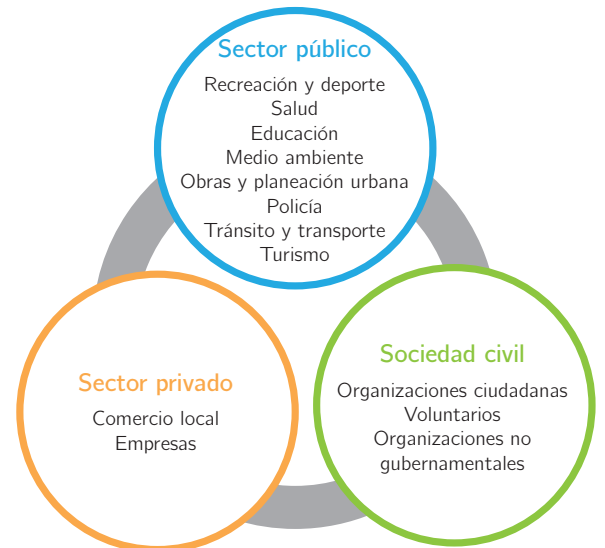 Sector público
Recreación y deporte
Salud
Educación
Medio ambiente
Obras y planeación urbana
Policía
Tránsito y transporte
Turismo
Sector privado
Comercio local
Empresas
Sociedad civil
Organizaciones ciudadanas
Voluntarios
Organizaciones no
gubernamentales